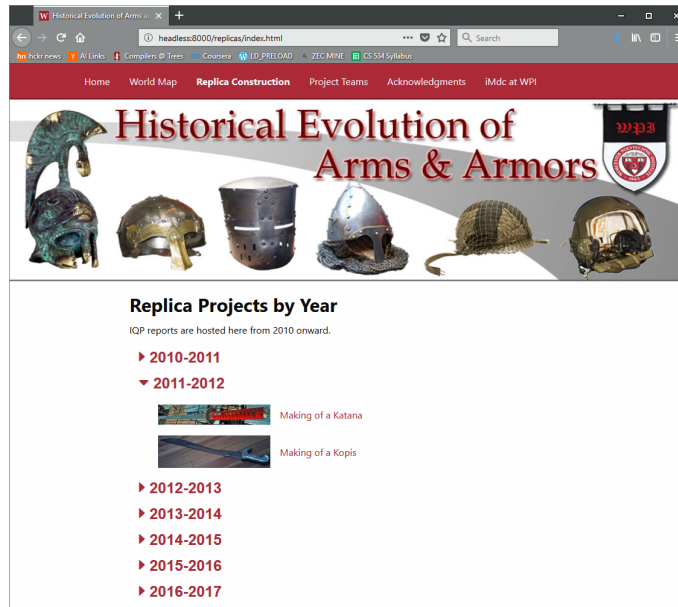 Historical Evolution of Arms an
headless:8000/replicas/index.html
Search
hn hckr.news Y AI Links Compilers @ Trees Coursera LD_PRELOAD ZEC MINE CS 534 Syllabus
Home World Map Replica Construction Project Teams Acknowledgments iMdc at WPI
Historical Evolution of
Arms & Armors
WPI
Replica Projects by Year
IQP reports are hosted here from 2010 onward.
2010-2011
2011-2012
Making of a Katana
Making of a Kopis
2012-2013
2013-2014
2014-2015
2015-2016
2016-2017